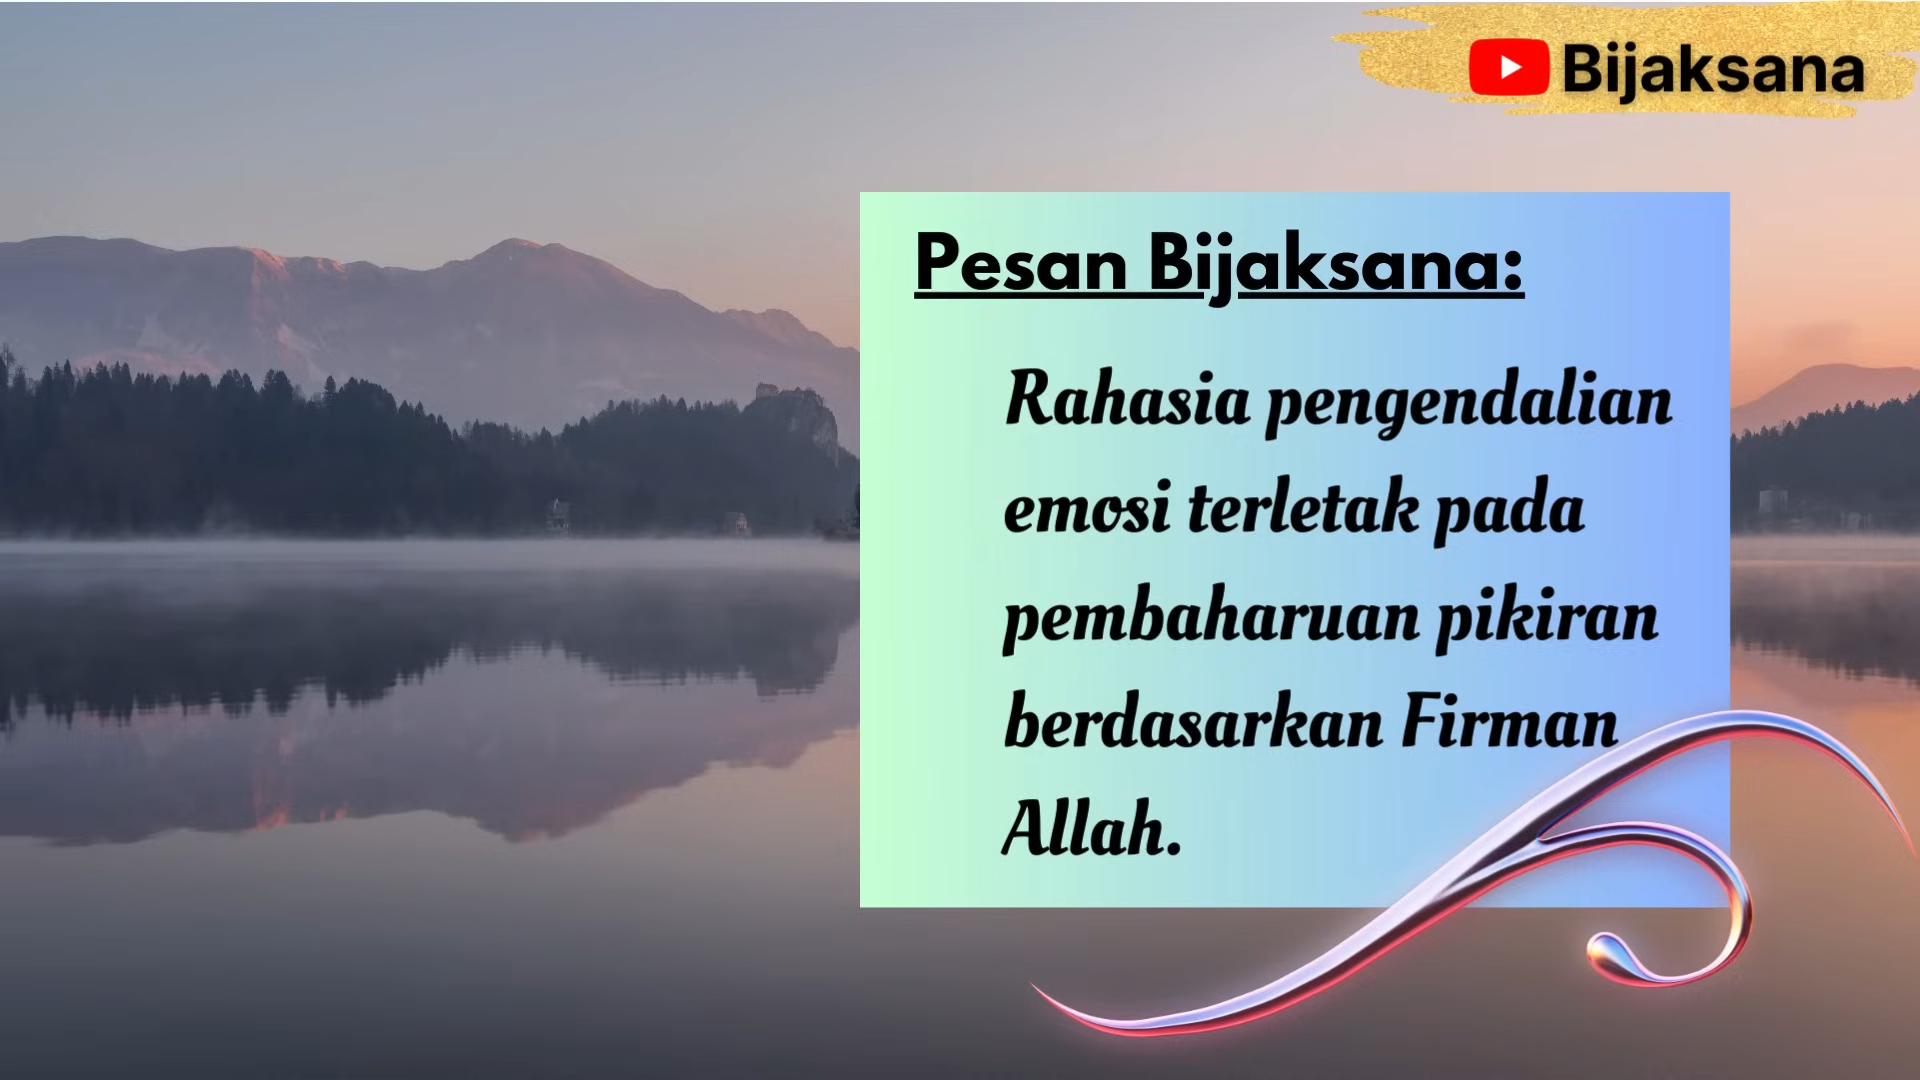 Bijaksana
Pesan Bijaksana:
Rahasia pengendalian
emosi terletak pada
pembaharuan pikiran
berdasarkan Firman
Allah.